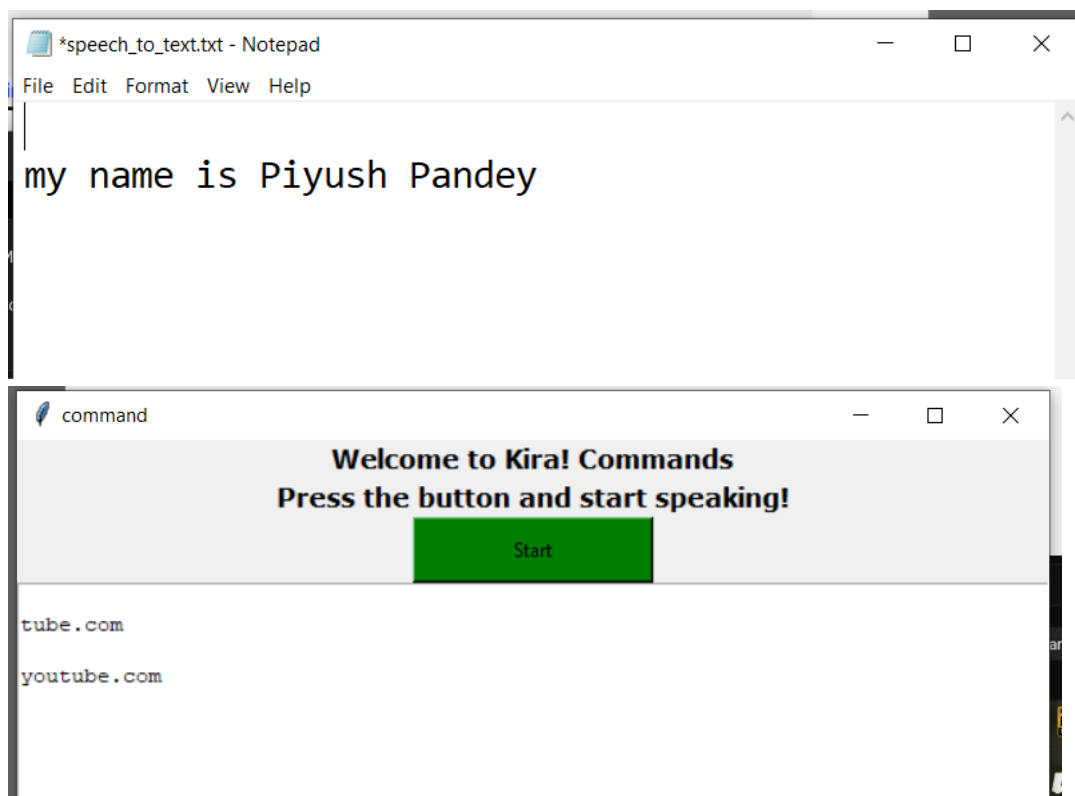 *speech_to_text.txt - Notepad
File Edit Format View Help
my name is Piyush Pandey
command
Welcome to Kira! Commands
Press the button and start speaking!
Start
tube.com
youtube.com